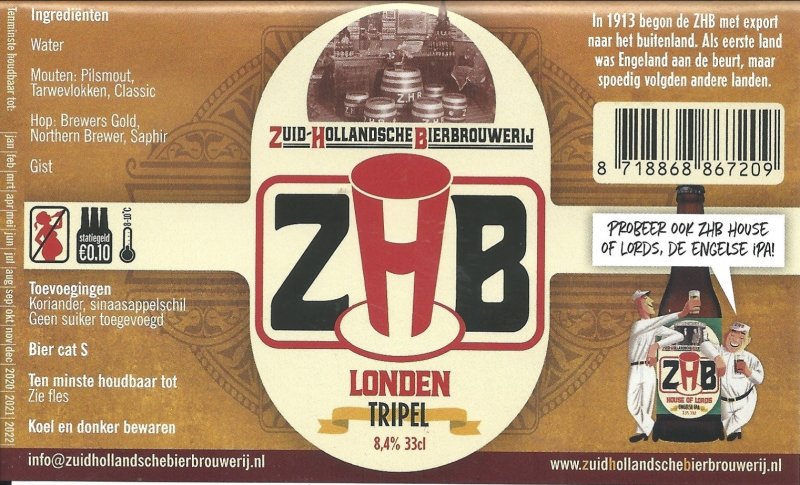 Tenminste houdbaar tot: jan|feb|mrt|apr|mei|jun|jul|aug|sep|okt|nov|dec|2020|2021|2022
Ingrediënten
Water
Mouten: Pilsmout,
Tarwevlokken, Classic
Hop: Brewers Gold,
Northern Brewer, Saphir
Gist
statiegeld
€0.10
Toevoegingen
Koriander, sinaasappelschil
Geen suiker toegevoegd
Bier cat S
Ten minste houdbaar tot
Zie fles
Koel en donker bewaren
info@zuidhollandschebierbrouwerij.nl
Z.H.B
ZUID-HOLLANDSCHE BIERBROUWERIJ
ZHB
LONDEN
TRIPEL
8,4% 33cl
In 1913 begon de ZHB met export
naar het buitenland. Als eerste land
was Engeland aan de beurt, maar
spoedig volgden andere landen.
8 718868 867209
PROBEER OOK ZHB HOUSE
OF LORDS, DE ENGELSE IPA!
ZUID-HOLLANDSCHE BIERBROUWERIJ
ZHB
HOUSE OF LORDS
ENGELSE IPA
www.zuidhollandschebierbrouwerij.nl